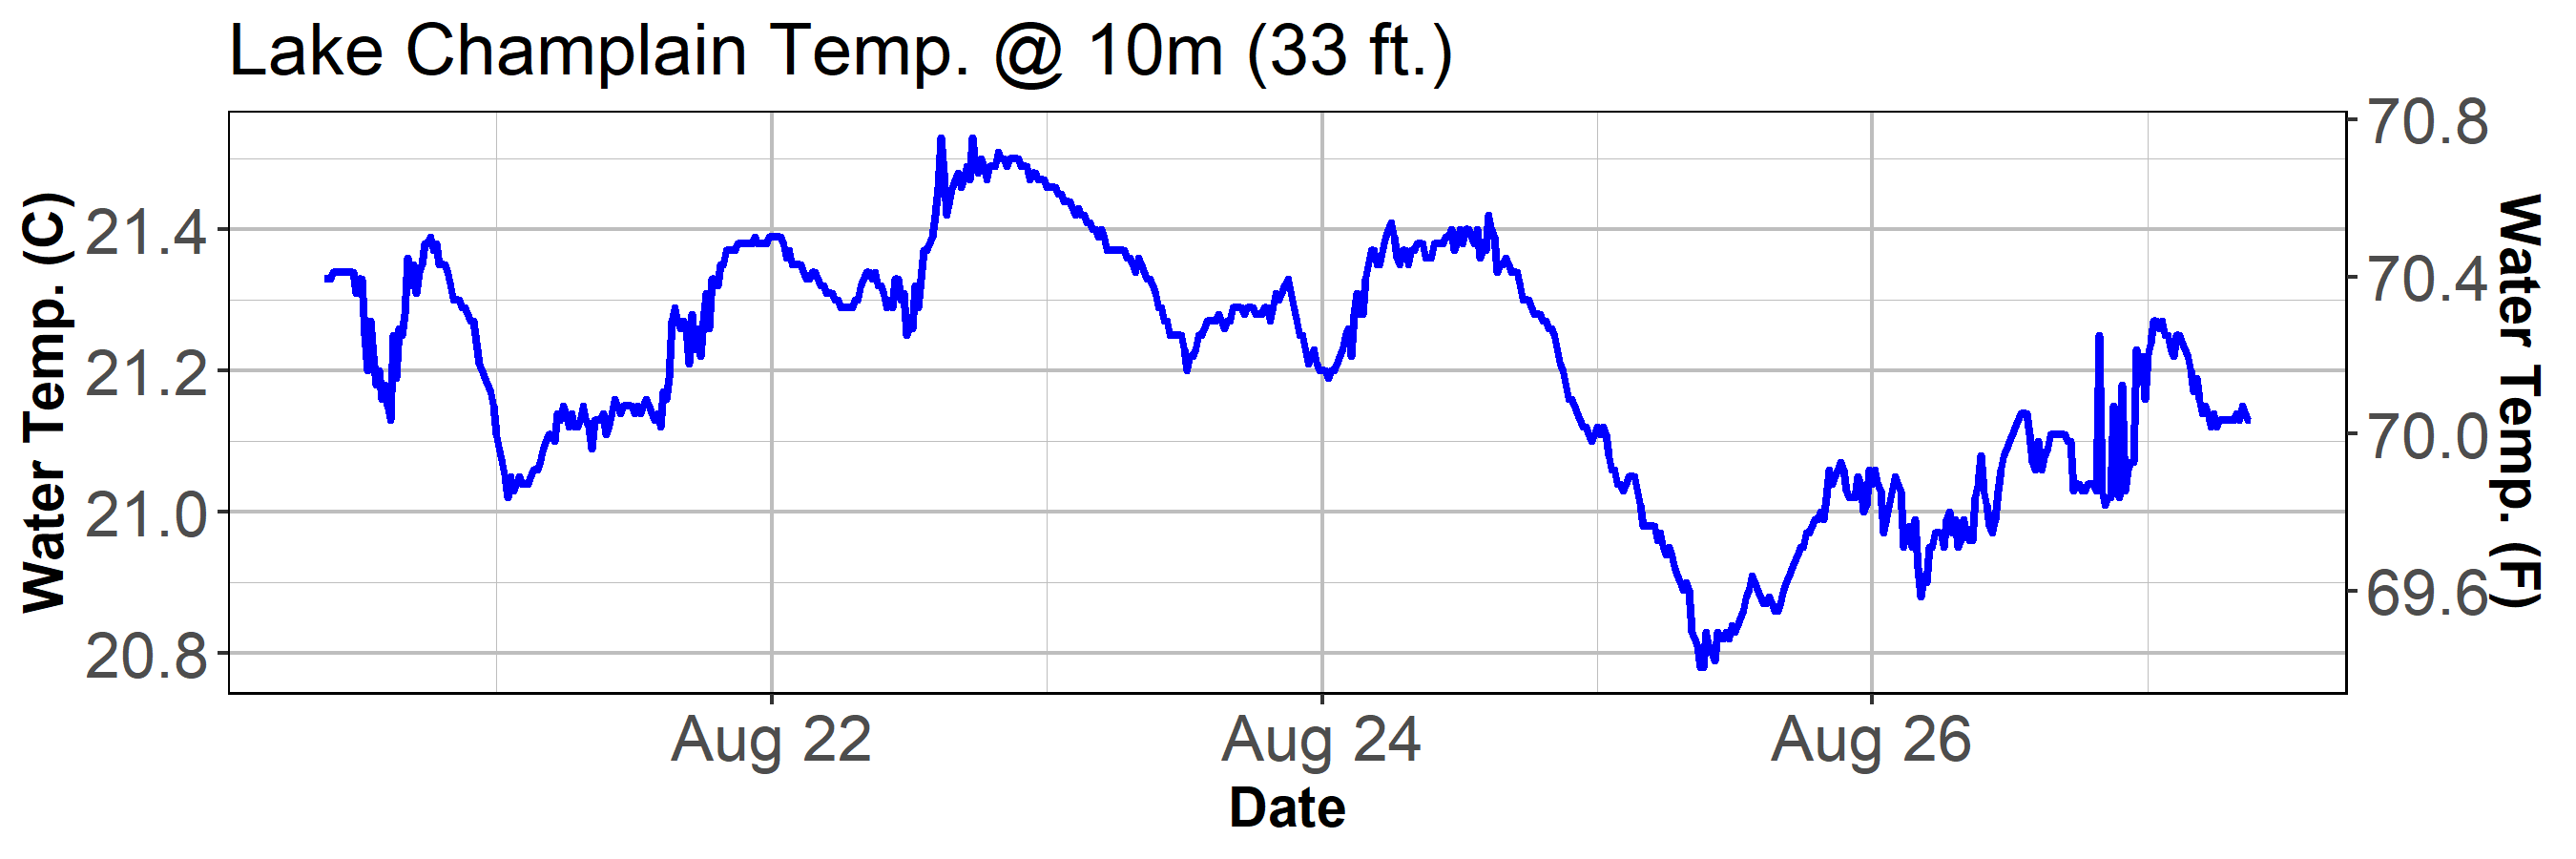 Lake Champlain Temp. @ 10m (33 ft.)
Water Temp. (C)
21.4
21.2
21.0
20.8
70.8
70.4
70.0
69.6
Water Temp. (F)
Aug 22
Aug 24
Aug 26
Date